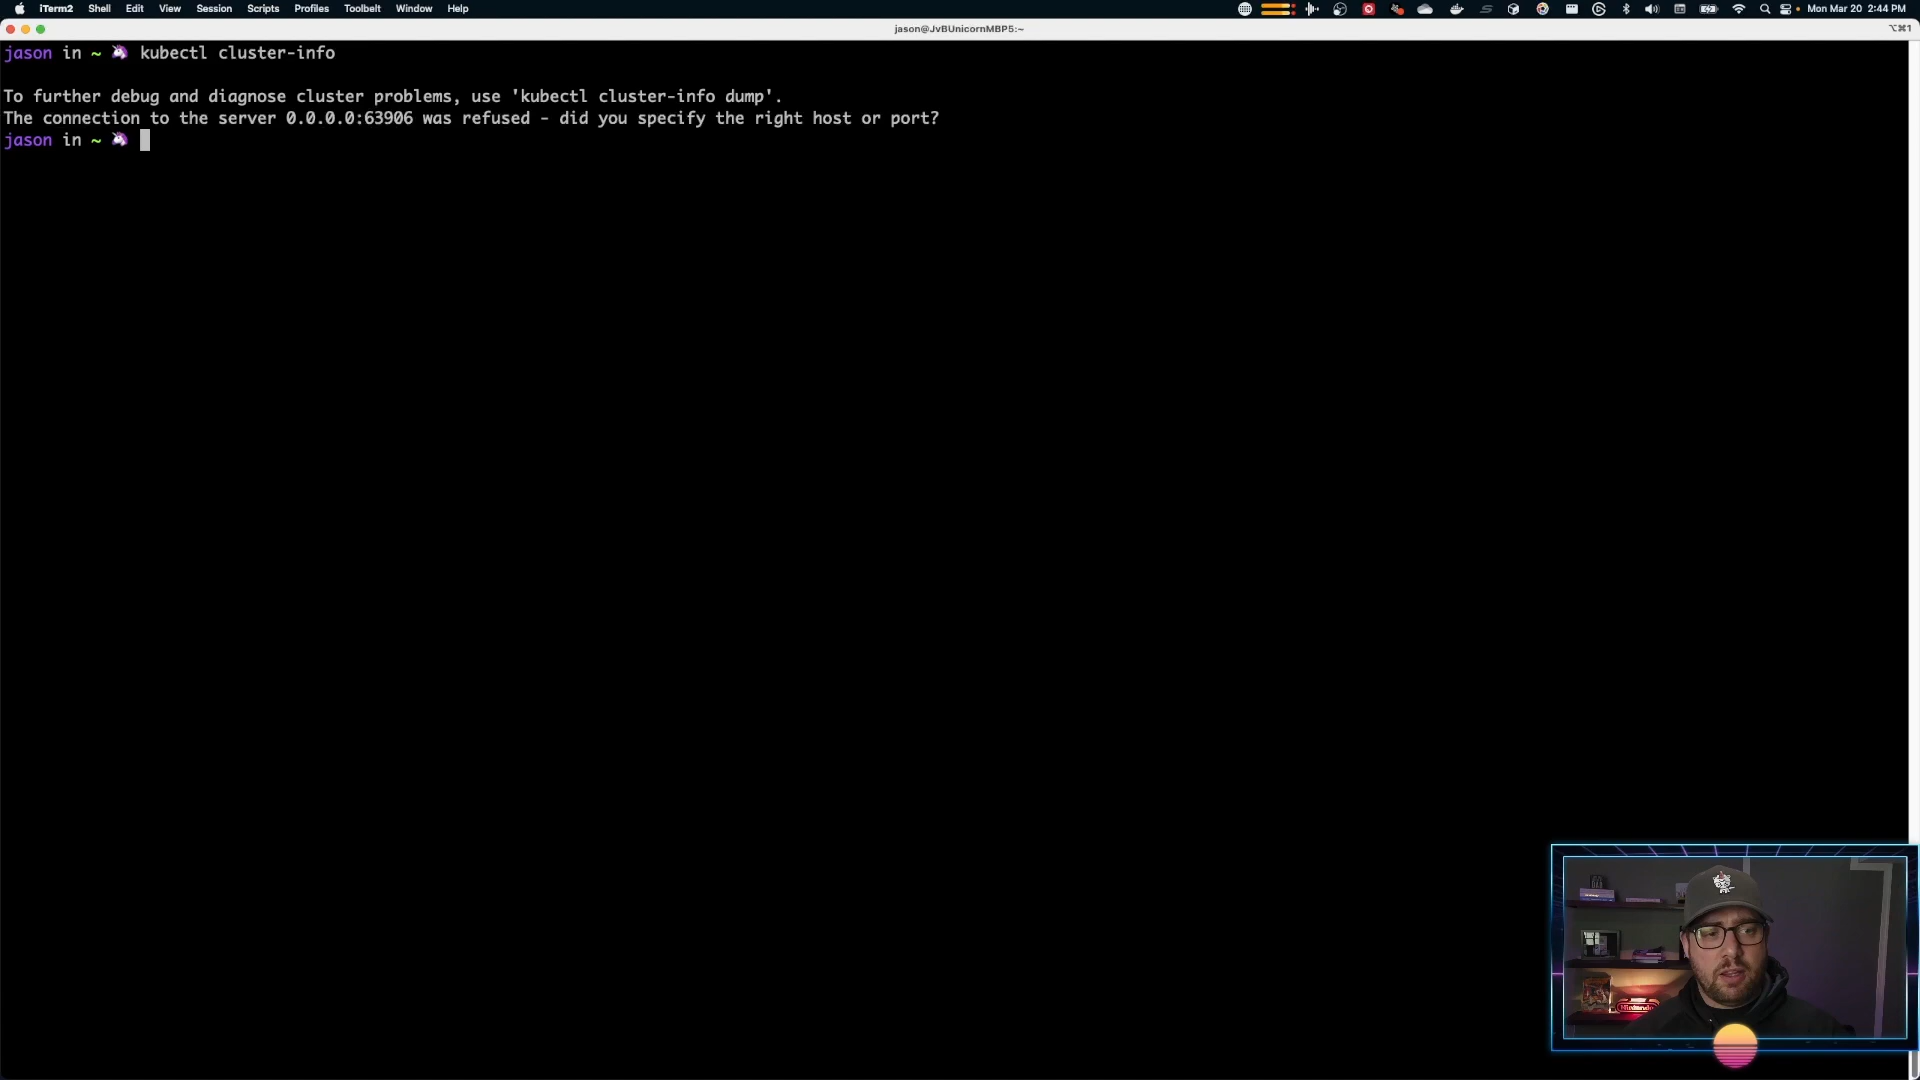 iTerm2 Shell Edit View Session Scripts Profiles Toolbelt Window Help Mon Mar 20 2:44 PM
jason@JvBUnicornMBP5:~ ⌥⌘1
jason in ~ 🦄 kubectl cluster-info
To further debug and diagnose cluster problems, use 'kubectl cluster-info dump'.
The connection to the server 0.0.0.0:63906 was refused - did you specify the right host or port?
jason in ~ 🦄
Nintendo